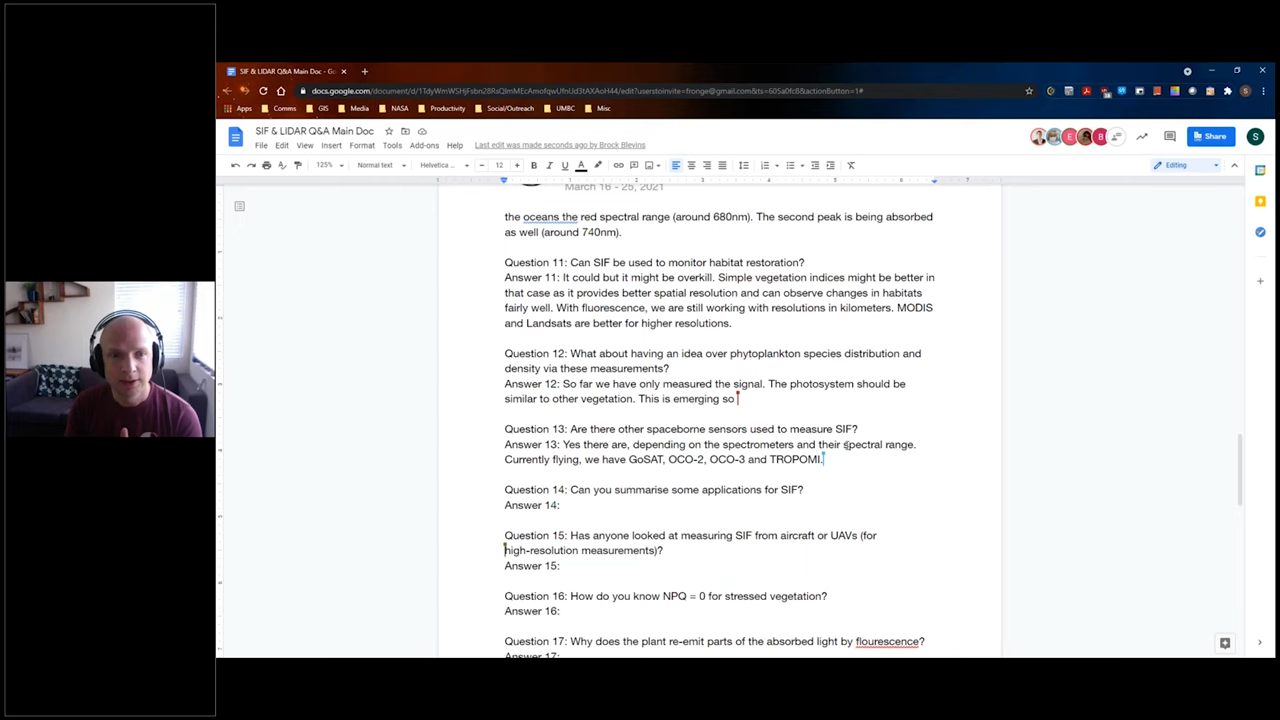 SIF & LIDAR Q&A Main Doc - Go
docs.google.com/document/d/1TdyWmWSHjFsbn28RsQImMEcAmofqwUfnUd3tAXAoH44/edit?userstoinvite=fronge@gmail.com&ts=605a0fc8&actionButton=1#
Apps Comms GIS Media NASA Productivity Social/Outreach UMBC Misc
SIF & LIDAR Q&A Main Doc
File Edit View Insert Format Tools Add-ons Help Last edit was made seconds ago by Brock Blevins
Share
125% Normal text Helvetica ... 12 Editing
March 16 - 25, 2021
the oceans the red spectral range (around 680nm). The second peak is being absorbed
as well (around 740nm).
Question 11: Can SIF be used to monitor habitat restoration?
Answer 11: It could but it might be overkill. Simple vegetation indices might be better in
that case as it provides better spatial resolution and can observe changes in habitats
fairly well. With fluorescence, we are still working with resolutions in kilometers. MODIS
and Landsats are better for higher resolutions.
Question 12: What about having an idea over phytoplankton species distribution and
density via these measurements?
Answer 12: So far we have only measured the signal. The photosystem should be
similar to other vegetation. This is emerging so
Question 13: Are there other spaceborne sensors used to measure SIF?
Answer 13: Yes there are, depending on the spectrometers and their spectral range.
Currently flying, we have GoSAT, OCO-2, OCO-3 and TROPOMI.
Question 14: Can you summarise some applications for SIF?
Answer 14:
Question 15: Has anyone looked at measuring SIF from aircraft or UAVs (for
high-resolution measurements)?
Answer 15:
Question 16: How do you know NPQ = 0 for stressed vegetation?
Answer 16:
Question 17: Why does the plant re-emit parts of the absorbed light by flourescence?
Answer 17: